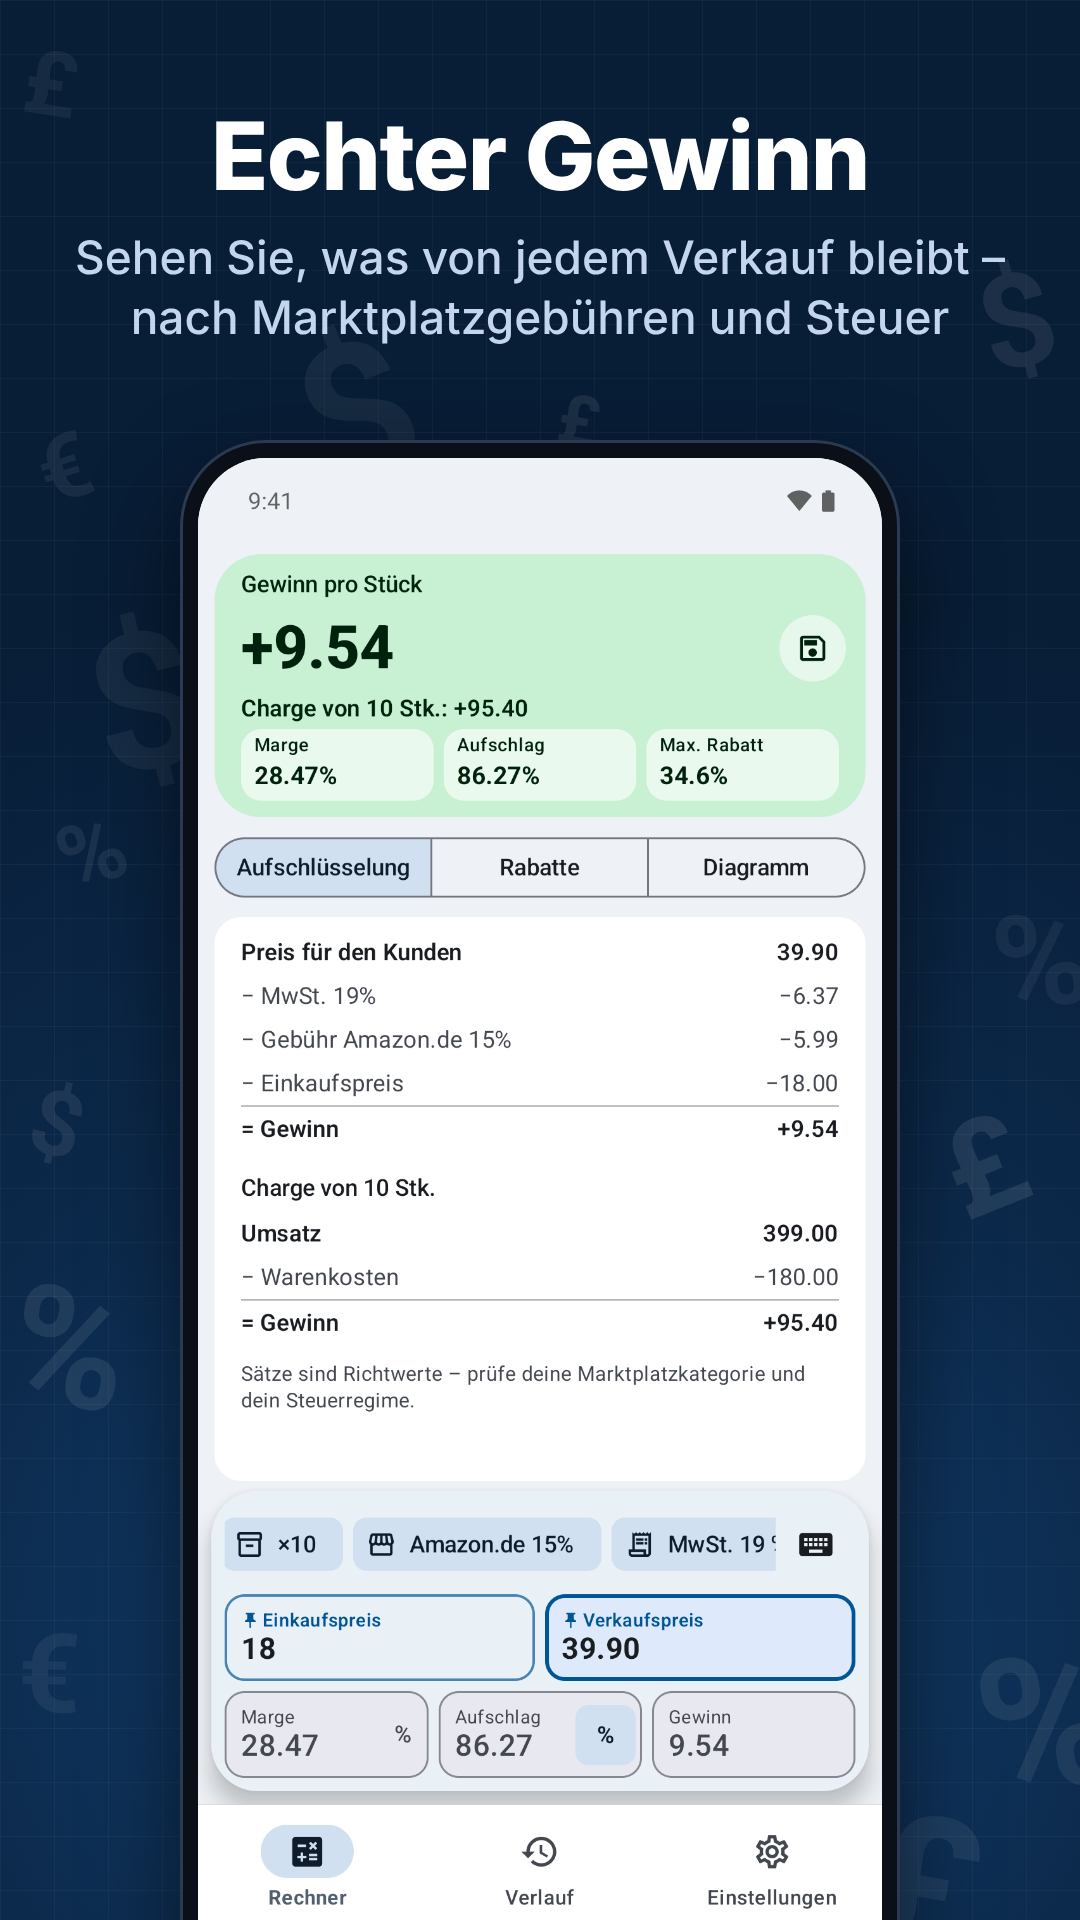 Echter Gewinn
Sehen Sie, was von jedem Verkauf bleibt –
nach Marktplatzgebühren und Steuer
9:41
Gewinn pro Stück
+9.54
Charge von 10 Stk.: +95.40
Marge
28.47%
Aufschlag
86.27%
Max. Rabatt
34.6%
Aufschlüsselung
Rabatte
Diagramm
Preis für den Kunden 39.90
− MwSt. 19% −6.37
− Gebühr Amazon.de 15% −5.99
− Einkaufspreis −18.00
= Gewinn +9.54
Charge von 10 Stk.
Umsatz 399.00
− Warenkosten −180.00
= Gewinn +95.40
Sätze sind Richtwerte – prüfe deine Marktplatzkategorie und
dein Steuerregime.
×10
Amazon.de 15%
MwSt. 19
Einkaufspreis
18
Verkaufspreis
39.90
Marge
28.47 %
Aufschlag
86.27 %
Gewinn
9.54
Rechner
Verlauf
Einstellungen